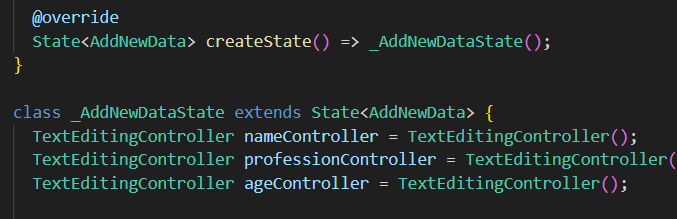 @override
State<AddNewData> createState() => _AddNewDataState();
}
class _AddNewDataState extends State<AddNewData> {
TextEditingController nameController = TextEditingController();
TextEditingController professionController = TextEditingController(
TextEditingController ageController = TextEditingController();